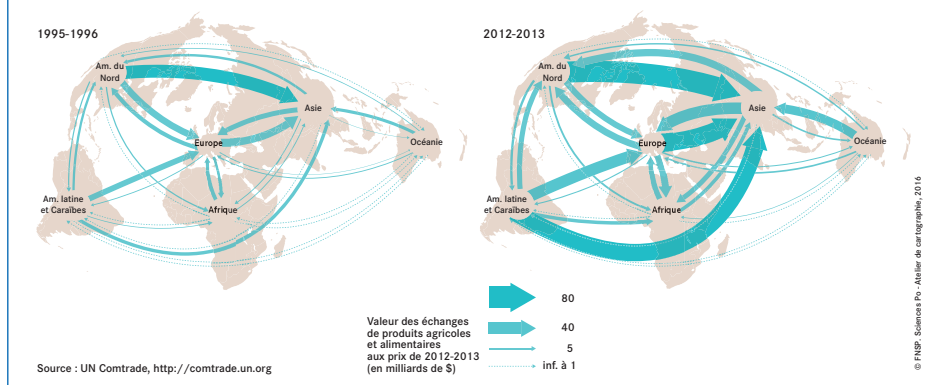 1995-1996
Am. du
Nord
Asie
Europe
Océanie
Am. latine
et Caraïbes
Afrique
2012-2013
Am. du
Nord
Asie
Europe
Océanie
Am. latine
et Caraïbes
Afrique
Valeur des échanges
de produits agricoles
et alimentaires
aux prix de 2012-2013
(en milliards de $)
80
40
5
inf. à 1
Source : UN Comtrade, http://comtrade.un.org
© FNSP. Sciences Po - Atelier de cartographie, 2016